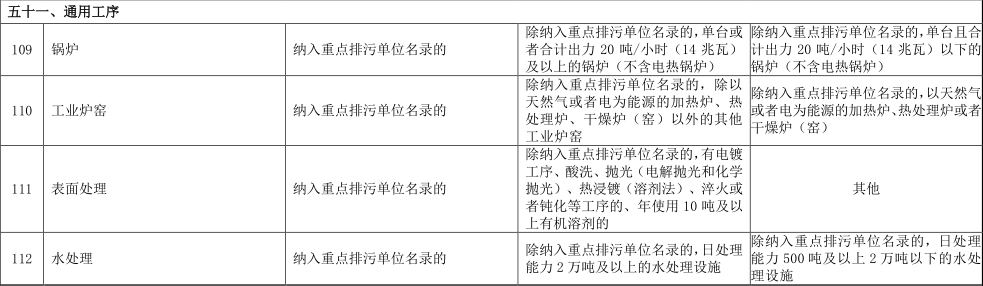 五十一、通用工序
109
锅炉
纳入重点排污单位名录的
除纳入重点排污单位名录的,单台或
者合计出力 20 吨/小时（14 兆瓦）
及以上的锅炉（不含电热锅炉）
除纳入重点排污单位名录的,单台且合
计出力 20 吨/小时（14 兆瓦）以下的
锅炉（不含电热锅炉）
110
工业炉窑
纳入重点排污单位名录的
除纳入重点排污单位名录的，除以
天然气或者电为能源的加热炉、热
处理炉、干燥炉（窑）以外的其他
工业炉窑
除纳入重点排污单位名录的,以天然气
或者电为能源的加热炉、热处理炉或者
干燥炉（窑）
111
表面处理
纳入重点排污单位名录的
除纳入重点排污单位名录的,有电镀
工序、酸洗、抛光（电解抛光和化学
抛光）、热浸镀（溶剂法）、淬火或
者钝化等工序的、年使用 10 吨及以
上有机溶剂的
其他
112
水处理
纳入重点排污单位名录的
除纳入重点排污单位名录的,日处理
能力 2 万吨及以上的水处理设施
除纳入重点排污单位名录的，日处理
能力 500 吨及以上 2 万吨以下的水处
理设施